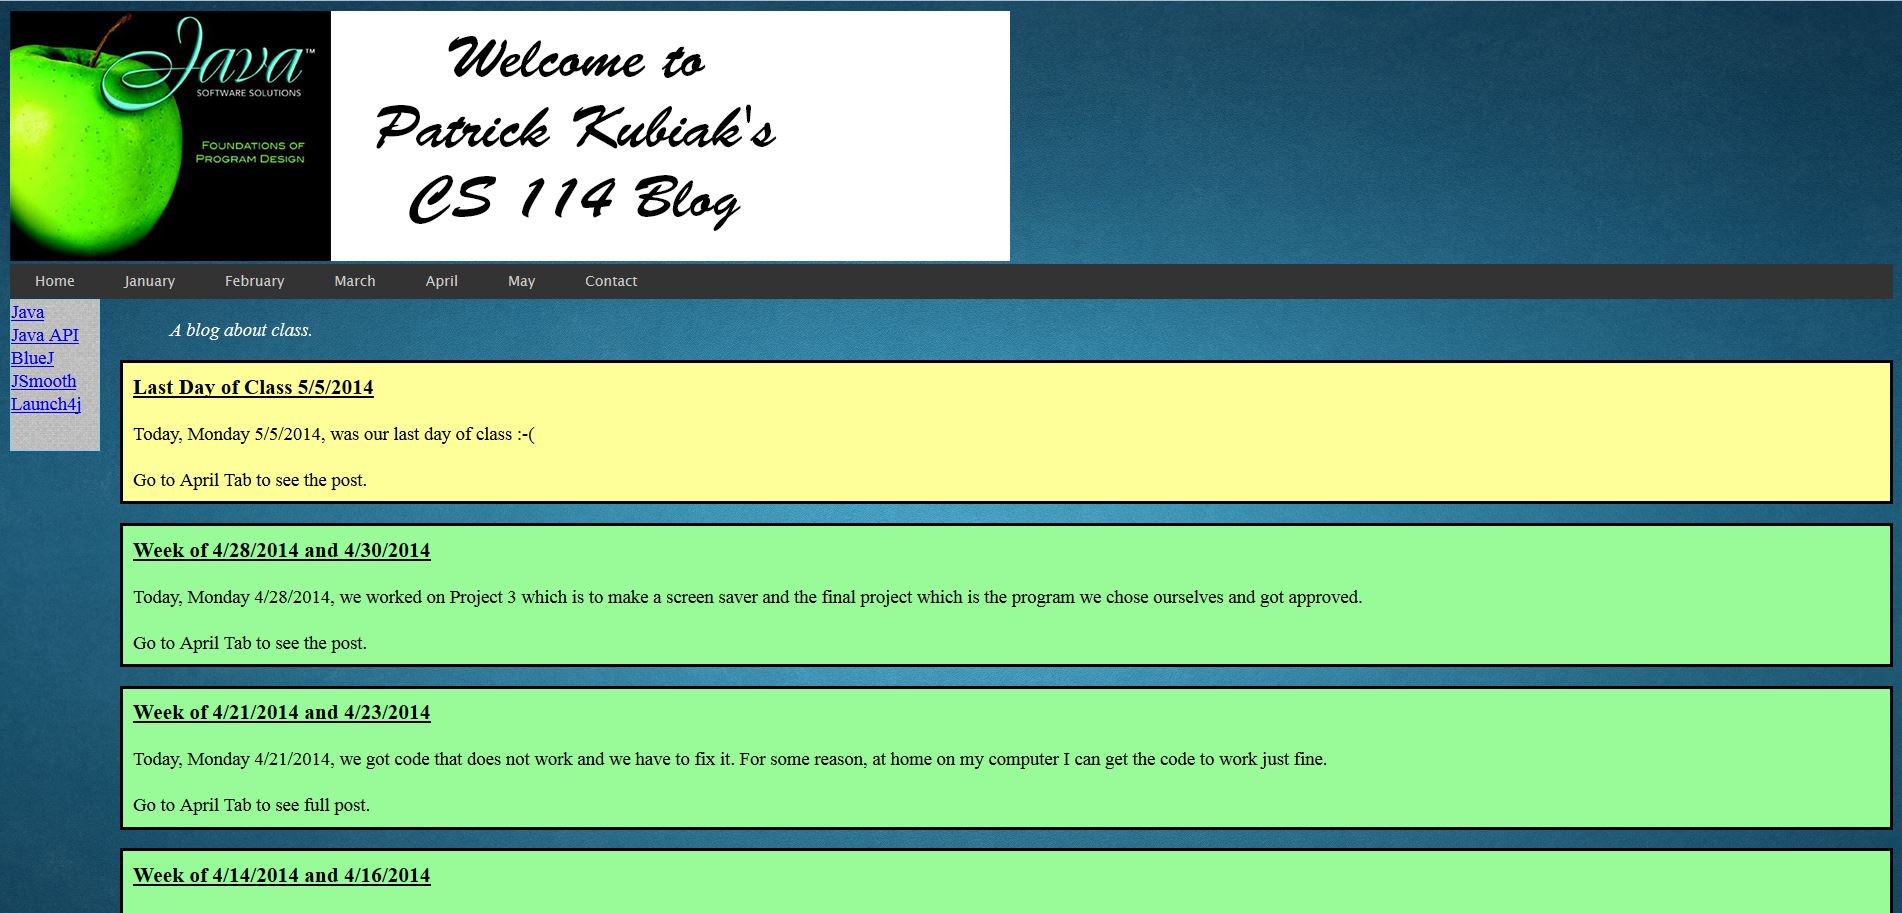 Java™
SOFTWARE SOLUTIONS
FOUNDATIONS OF
PROGRAM DESIGN
Welcome to
Patrick Kubiak's
CS 114 Blog
Home January February March April May Contact
Java
Java API
BlueJ
JSmooth
Launch4j
A blog about class.
Last Day of Class 5/5/2014
Today, Monday 5/5/2014, was our last day of class :-(
Go to April Tab to see the post.
Week of 4/28/2014 and 4/30/2014
Today, Monday 4/28/2014, we worked on Project 3 which is to make a screen saver and the final project which is the program we chose ourselves and got approved.
Go to April Tab to see the post.
Week of 4/21/2014 and 4/23/2014
Today, Monday 4/21/2014, we got code that does not work and we have to fix it. For some reason, at home on my computer I can get the code to work just fine.
Go to April Tab to see full post.
Week of 4/14/2014 and 4/16/2014